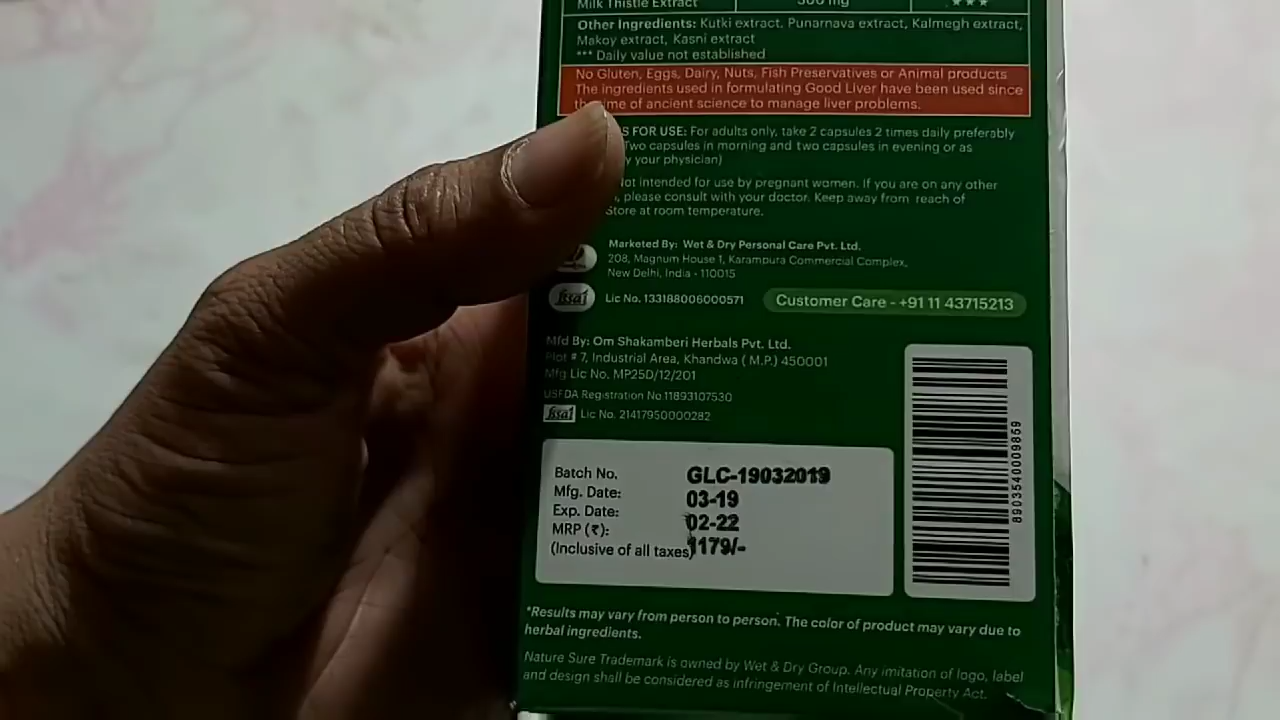 Milk Thistle Extract 500 mg ***
Other Ingredients: Kutki extract, Punarnava extract, Kalmegh extract,
Makoy extract, Kasni extract
*** Daily value not established
No Gluten, Eggs, Dairy, Nuts, Fish Preservatives or Animal products
The ingredients used in formulating Good Liver have been used since
the time of ancient science to manage liver problems.
FOR USE: For adults only, take 2 capsules 2 times daily preferably
Two capsules in morning and two capsules in evening or as
your physician)
Not intended for use by pregnant women. If you are on any other
, please consult with your doctor. Keep away from reach of
Store at room temperature.
Marketed By: Wet & Dry Personal Care Pvt. Ltd.
208, Magnum House 1, Karampura Commercial Complex,
New Delhi, India - 110015
fssai Lic No. 133188006000571
Customer Care - +91 11 43715213
Mfd By: Om Shakamberi Herbals Pvt. Ltd.
Plot # 7, Industrial Area, Khandwa ( M.P.) 450001
Mfg Lic No. MP25D/12/201
USFDA Registration No 11893107530
fssai Lic No. 21417950000282
Batch No. GLC-19032019
Mfg. Date: 03-19
Exp. Date: 02-22
MRP (₹): 1179/-
(Inclusive of all taxes)
8903540009859
*Results may vary from person to person. The color of product may vary due to
herbal ingredients.
Nature Sure Trademark is owned by Wet & Dry Group. Any imitation of logo, label
and design shall be considered as infringement of Intellectual Property Act.